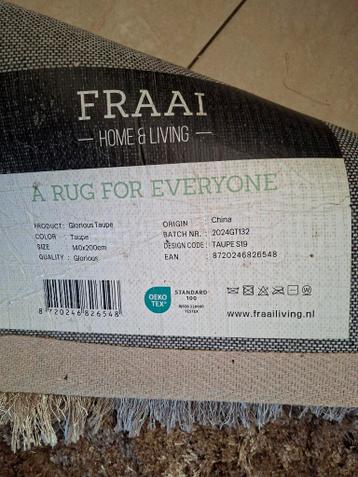 FRAAI
— HOME & LIVING —
A RUG FOR EVERYONE
PRODUCT : Glorious Taupe
COLOR : Taupe
SIZE : 140x200cm
QUALITY : Glorious
ORIGIN : China
BATCH NR. : 2024GT132
DESIGN CODE : TAUPE S19
EAN : 8720246826548
8 720246 826548
OEKO
TEX®
STANDARD
100
www.fraailiving.nl